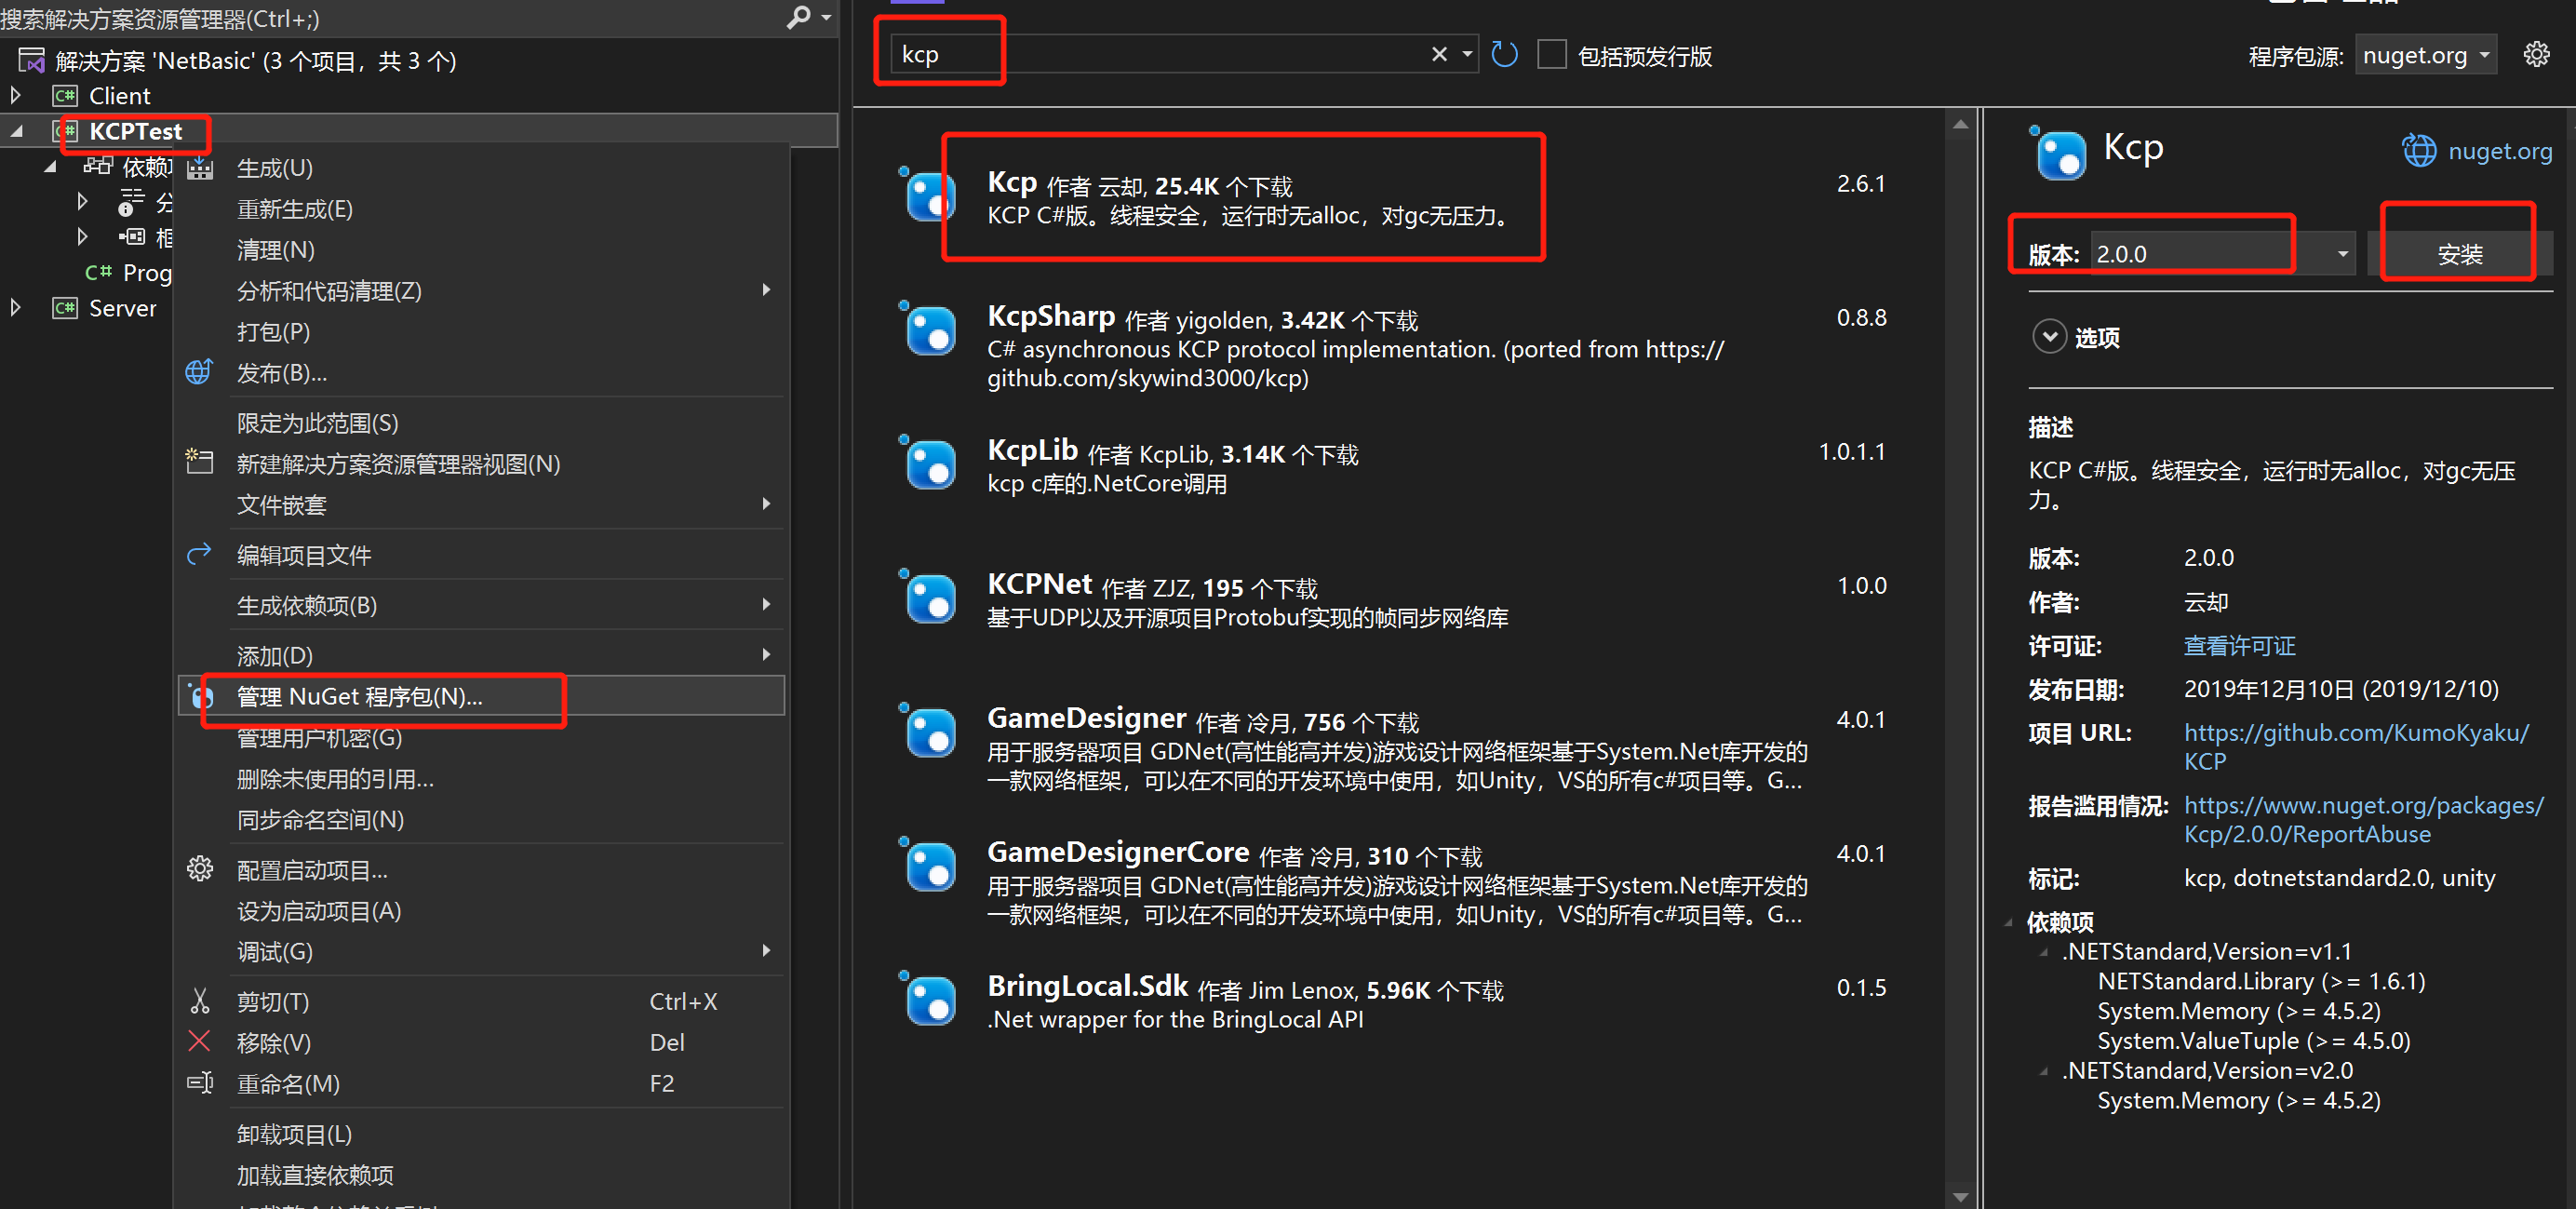 搜索解决方案资源管理器(Ctrl+;)
解决方案 'NetBasic' (3 个项目，共 3 个)
Client
KCPTest
依赖项
分
框
Prog
Server
生成(U)
重新生成(E)
清理(N)
分析和代码清理(Z)
打包(P)
发布(B)...
限定为此范围(S)
新建解决方案资源管理器视图(N)
文件嵌套
编辑项目文件
生成依赖项(B)
添加(D)
管理 NuGet 程序包(N)...
管理用户机密(G)
删除未使用的引用...
同步命名空间(N)
配置启动项目...
设为启动项目(A)
调试(G)
剪切(T) Ctrl+X
移除(V) Del
重命名(M) F2
卸载项目(L)
加载直接依赖项
kcp
包括预发行版
程序包源: nuget.org
Kcp 作者 云却, 25.4K 个下载 2.6.1
KCP C#版。线程安全，运行时无alloc，对gc无压力。
KcpSharp 作者 yigolden, 3.42K 个下载 0.8.8
C# asynchronous KCP protocol implementation. (ported from https://
github.com/skywind3000/kcp)
KcpLib 作者 KcpLib, 3.14K 个下载 1.0.1.1
kcp c库的.NetCore调用
KCPNet 作者 ZJZ, 195 个下载 1.0.0
基于UDP以及开源项目Protobuf实现的帧同步网络库
GameDesigner 作者 冷月, 756 个下载 4.0.1
用于服务器项目 GDNet(高性能高并发)游戏设计网络框架基于System.Net库开发的
一款网络框架，可以在不同的开发环境中使用，如Unity，VS的所有c#项目等。G...
GameDesignerCore 作者 冷月, 310 个下载 4.0.1
用于服务器项目 GDNet(高性能高并发)游戏设计网络框架基于System.Net库开发的
一款网络框架，可以在不同的开发环境中使用，如Unity，VS的所有c#项目等。G...
BringLocal.Sdk 作者 Jim Lenox, 5.96K 个下载 0.1.5
.Net wrapper for the BringLocal API
Kcp
nuget.org
版本: 2.0.0 安装
选项
描述
KCP C#版。线程安全，运行时无alloc，对gc无压
力。
版本: 2.0.0
作者: 云却
许可证: 查看许可证
发布日期: 2019年12月10日 (2019/12/10)
项目 URL: https://github.com/KumoKyaku/
KCP
报告滥用情况: https://www.nuget.org/packages/
Kcp/2.0.0/ReportAbuse
标记: kcp, dotnetstandard2.0, unity
依赖项
.NETStandard,Version=v1.1
NETStandard.Library (>= 1.6.1)
System.Memory (>= 4.5.2)
System.ValueTuple (>= 4.5.0)
.NETStandard,Version=v2.0
System.Memory (>= 4.5.2)